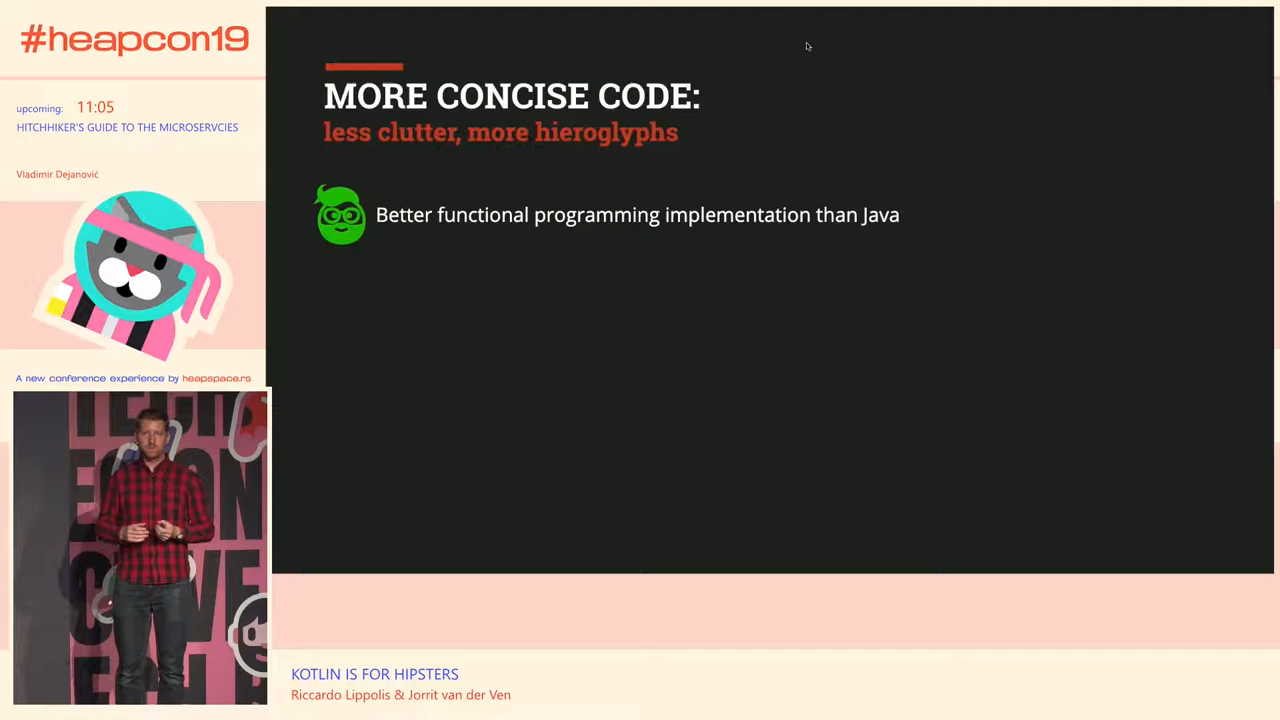 #heapcon19
upcoming: 11:05
HITCHHIKER'S GUIDE TO THE MICROSERVCIES
Vladimir Dejanović
A new conference experience by heapspace.rs
MORE CONCISE CODE:
less clutter, more hieroglyphs
Better functional programming implementation than Java
KOTLIN IS FOR HIPSTERS
Riccardo Lippolis & Jorrit van der Ven